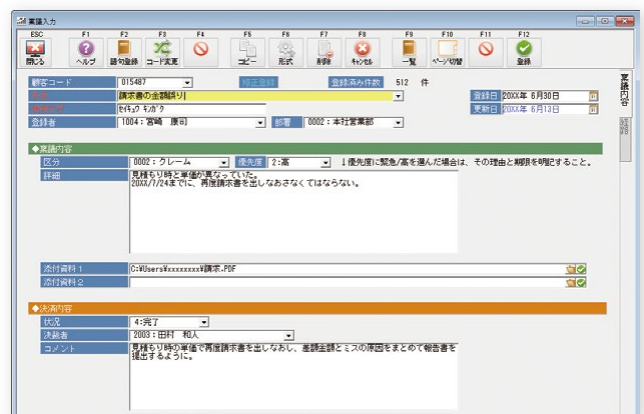 稟議入力
ESC F1 F2 F3 F4 F5 F6 F7 F8 F9 F10 F11 F12
閉じる ヘルプ 語句登録 コード変更 コピー 形式 削除 キャンセル 一覧 ページ切替 登録
顧客コード 015487 修正登録 登録済み件数 512 件
請求書の金額誤り 登録日 20XX年 6月30日
ｾｲｷｭｳ ｷﾝｶﾞｸ 更新日 20XX年 6月13日
登録者 1004：宮崎 康司 部署 0002：本社営業部
稟議内容
◆稟議内容
区分 0002：クレーム 優先度 2:高 ↓優先度に緊急/高を選んだ場合は、その理由と期限を明記すること。
詳細 見積もり時と単価が異なっていた。
20XX/7/24までに、再度請求書を出しなおさなくてはならない。
添付資料１ C:¥Users¥xxxxxxxx¥請求.PDF
添付資料２
◆決済内容
状況 4:完了
決裁者 2003：田村 和人
コメント 見積もり時の単価で再度請求書を出しなおし、差額金額とミスの原因をまとめて報告書を
提出するように。